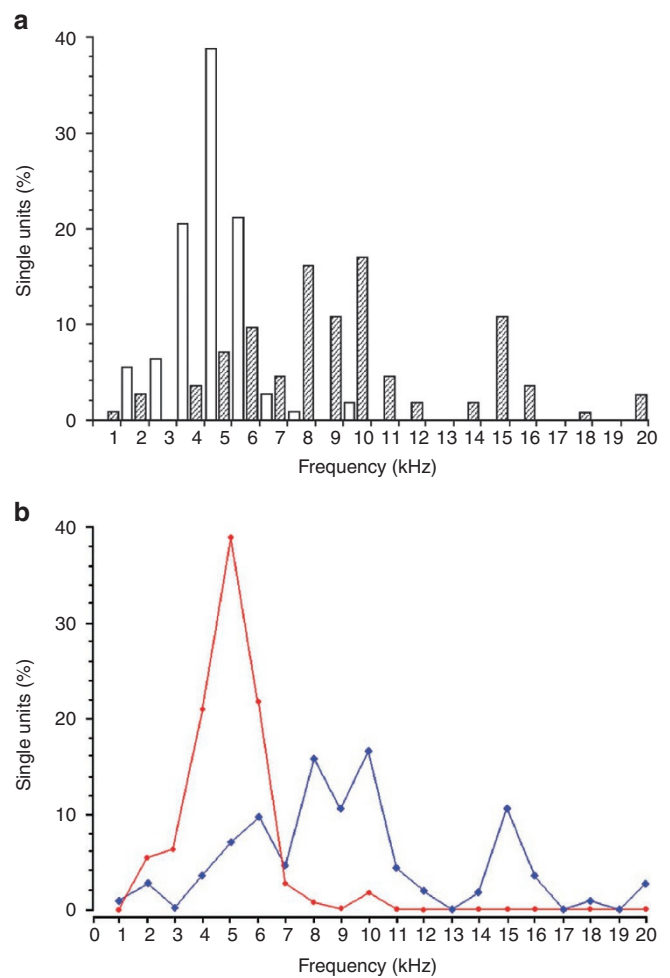 a
40
30
20
10
0
Single units (%)
1 2 3 4 5 6 7 8 9 10 11 12 13 14 15 16 17 18 19 20
Frequency (kHz)
b
40
30
20
10
0
Single units (%)
0 1 2 3 4 5 6 7 8 9 10 11 12 13 14 15 16 17 18 19 20
Frequency (kHz)